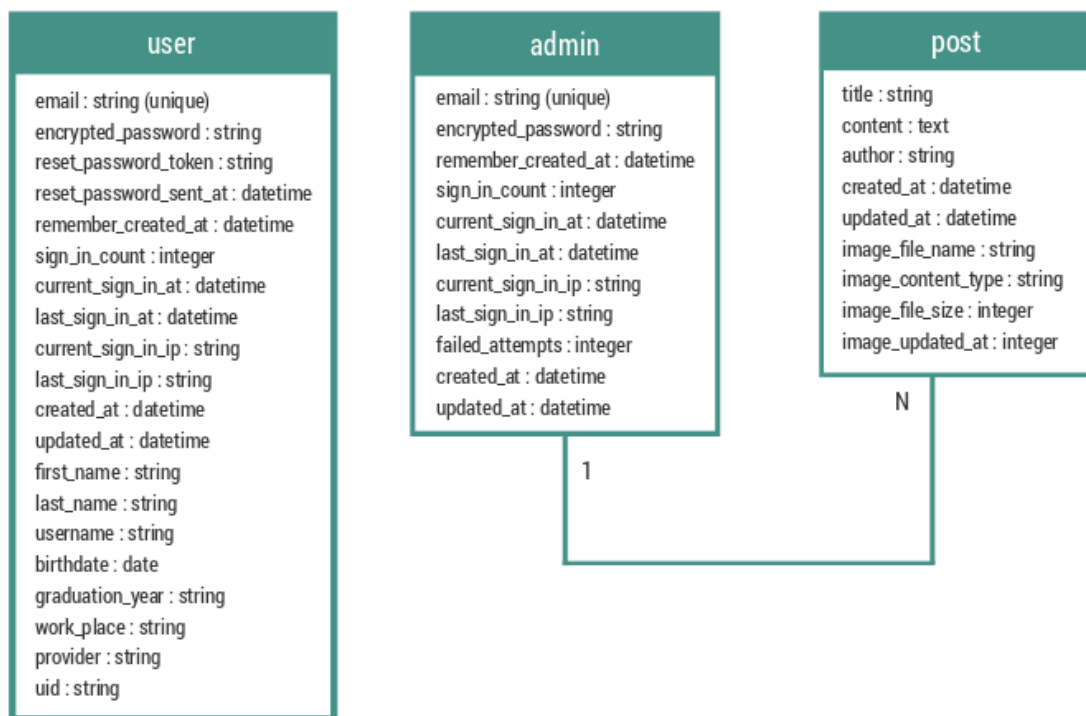 user
email : string (unique)
encrypted_password : string
reset_password_token : string
reset_password_sent_at : datetime
remember_created_at : datetime
sign_in_count : integer
current_sign_in_at : datetime
last_sign_in_at : datetime
current_sign_in_ip : string
last_sign_in_ip : string
created_at : datetime
updated_at : datetime
first_name : string
last_name : string
username : string
birthdate : date
graduation_year : string
work_place : string
provider : string
uid : string
admin
email : string (unique)
encrypted_password : string
remember_created_at : datetime
sign_in_count : integer
current_sign_in_at : datetime
last_sign_in_at : datetime
current_sign_in_ip : string
last_sign_in_ip : string
failed_attempts : integer
created_at : datetime
updated_at : datetime
1
post
title : string
content : text
author : string
created_at : datetime
updated_at : datetime
image_file_name : string
image_content_type : string
image_file_size : integer
image_updated_at : integer
N